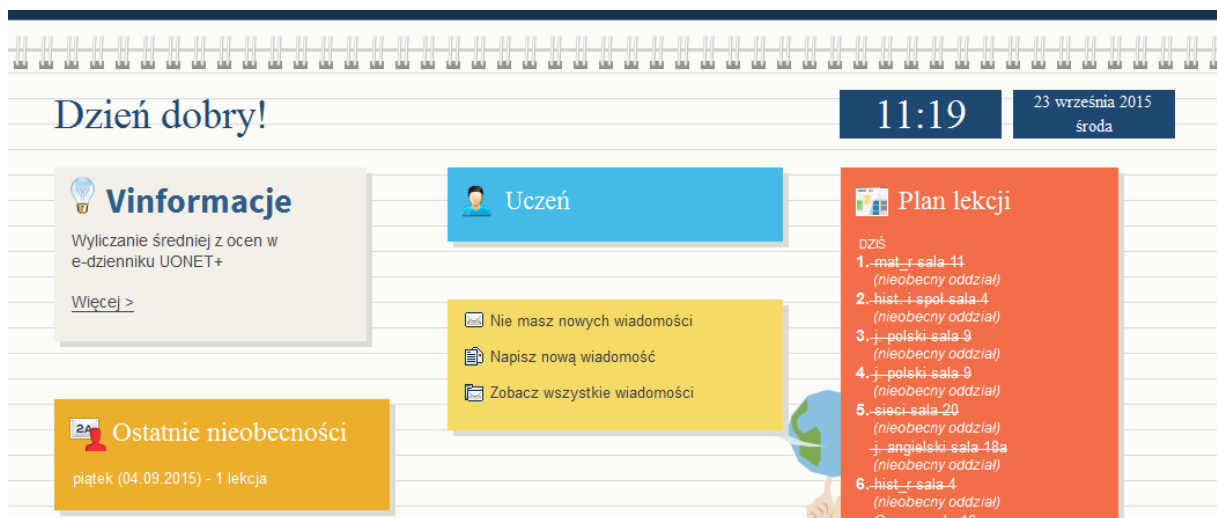 Dzień dobry!
11:19
23 września 2015
środa
Vinformacje
Wyliczanie średniej z ocen w
e-dzienniku UONET+
Więcej >
Ostatnie nieobecności
piątek (04.09.2015) - 1 lekcja
Uczeń
Nie masz nowych wiadomości
Napisz nową wiadomość
Zobacz wszystkie wiadomości
Plan lekcji
DZIŚ
1. mat_r sala 11
(nieobecny oddział)
2. hist. i społ sala 4
(nieobecny oddział)
3. j. polski sala 9
(nieobecny oddział)
4. j. polski sala 9
(nieobecny oddział)
5. sieci sala 20
(nieobecny oddział)
j. angielski sala 18a
(nieobecny oddział)
6. hist_r sala 4
(nieobecny oddział)